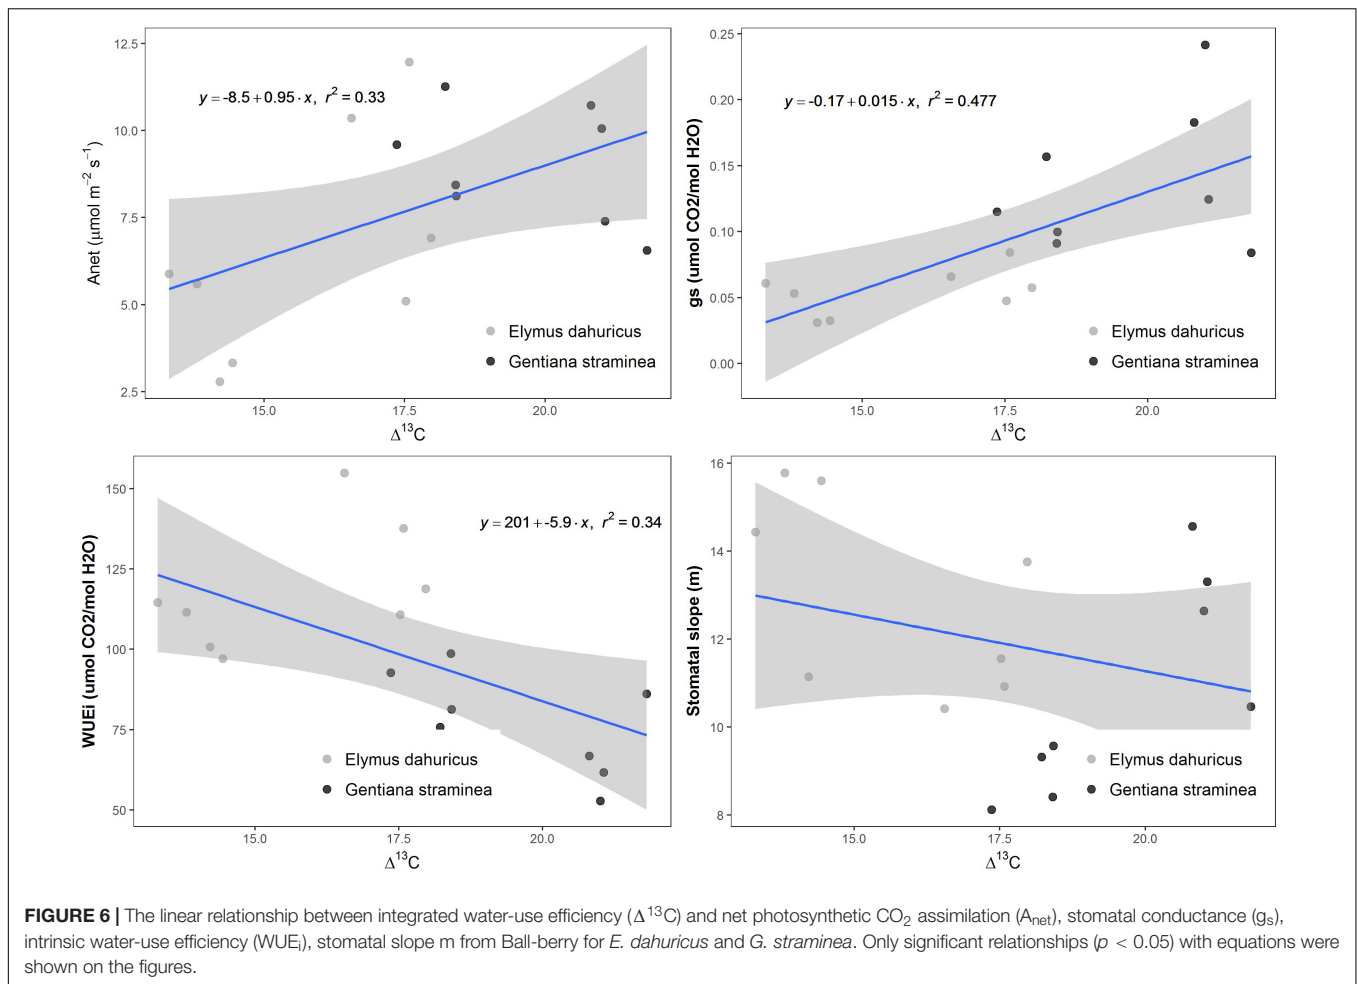 12.5
10.0
7.5
5.0
2.5
Anet (μmol m⁻² s⁻¹)
y = -8.5 + 0.95 · x, r² = 0.33
Elymus dahuricus
Gentiana straminea
15.0 17.5 20.0
Δ¹³C
0.25
0.20
0.15
0.10
0.05
0.00
gs (umol CO2/mol H2O)
y = -0.17 + 0.015 · x, r² = 0.477
Elymus dahuricus
Gentiana straminea
15.0 17.5 20.0
Δ¹³C
150
125
100
75
50
WUEi (umol CO2/mol H2O)
y = 201 + -5.9 · x, r² = 0.34
Elymus dahuricus
Gentiana straminea
15.0 17.5 20.0
Δ¹³C
16
14
12
10
8
Stomatal slope (m)
Elymus dahuricus
Gentiana straminea
15.0 17.5 20.0
Δ¹³C
FIGURE 6 | The linear relationship between integrated water-use efficiency (Δ¹³C) and net photosynthetic CO₂ assimilation (Aₙₑₜ), stomatal conductance (gₛ),
intrinsic water-use efficiency (WUEᵢ), stomatal slope m from Ball-berry for E. dahuricus and G. straminea. Only significant relationships (p < 0.05) with equations were
shown on the figures.